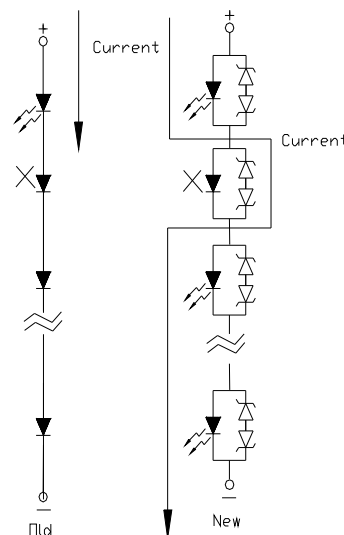 +
+
Current
Current
X
X
Old
New